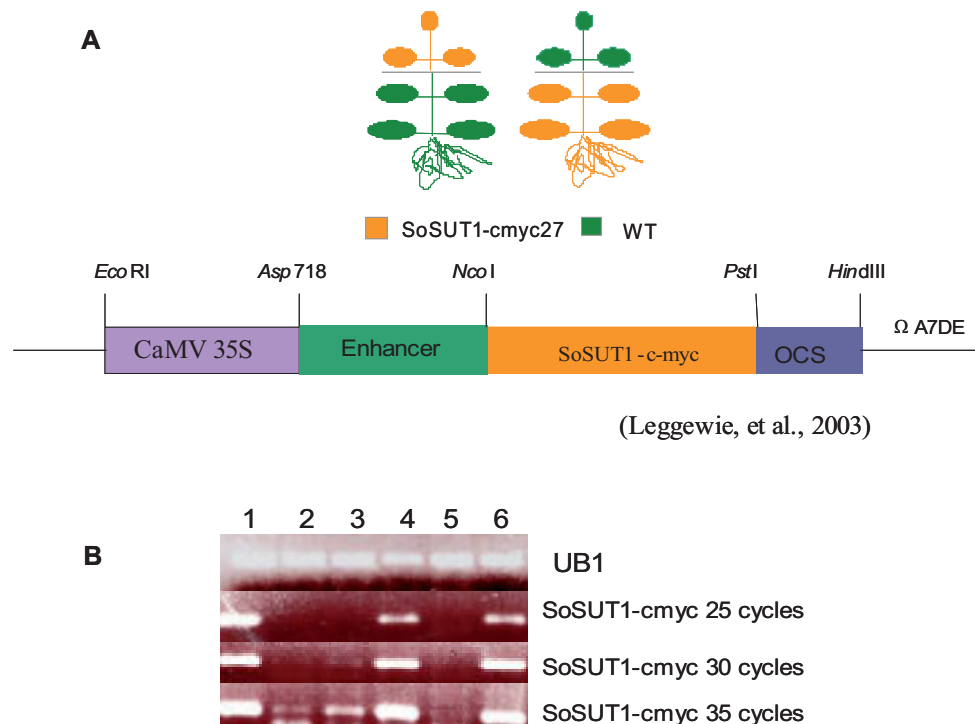 A
SoSUT1-cmyc27 WT
EcoRI Asp718 NcoI PstI HindIII
Ω A7DE
CaMV 35S Enhancer SoSUT1-c-myc OCS
(Leggewie, et al., 2003)
1 2 3 4 5 6
B
UB1
SoSUT1-cmyc 25 cycles
SoSUT1-cmyc 30 cycles
SoSUT1-cmyc 35 cycles